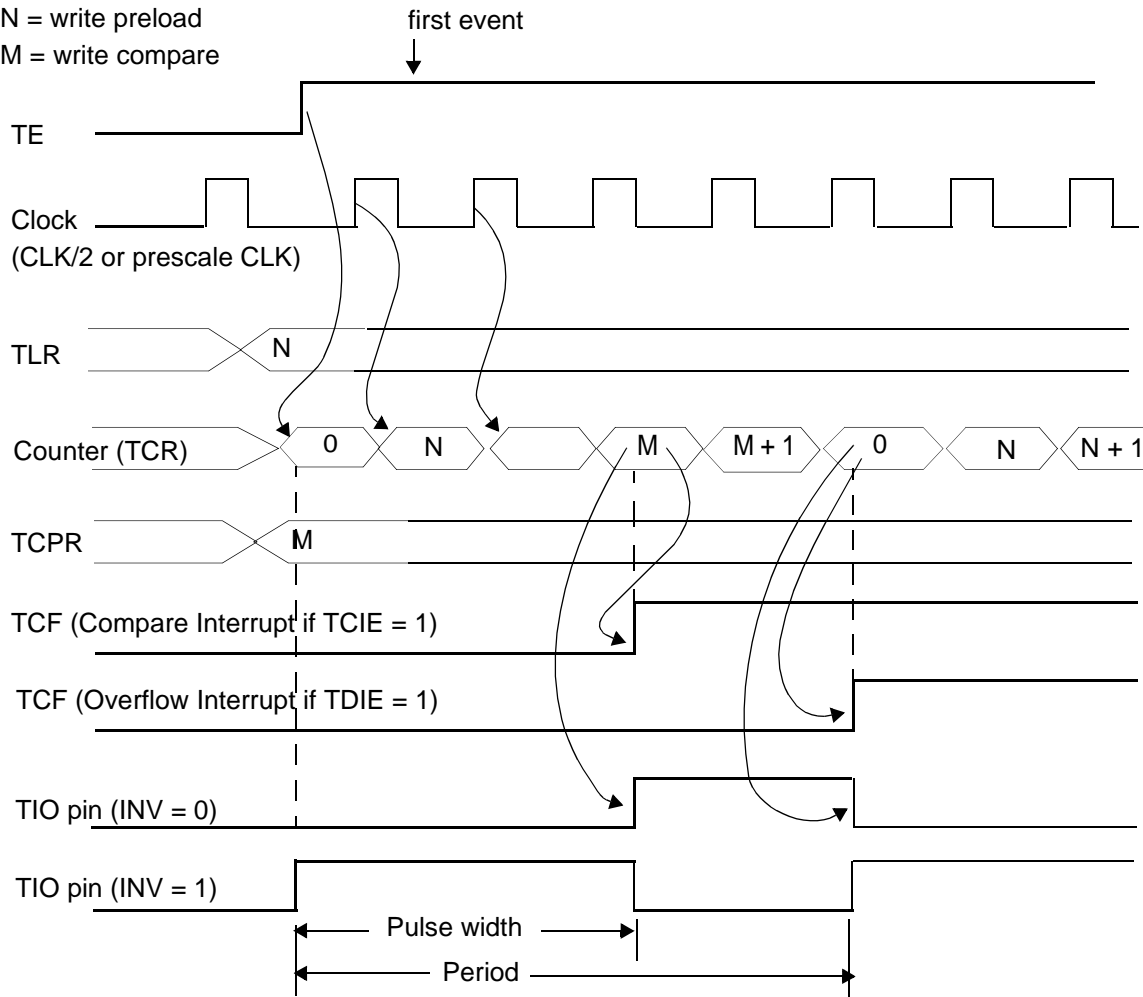 N = write preload
first event
M = write compare
TE
Clock
(CLK/2 or prescale CLK)
TLR
N
Counter (TCR)
0
N
M
M + 1
0
N
N + 1
TCPR
M
TCF (Compare Interrupt if TCIE = 1)
TCF (Overflow Interrupt if TDIE = 1)
TIO pin (INV = 0)
TIO pin (INV = 1)
Pulse width
Period